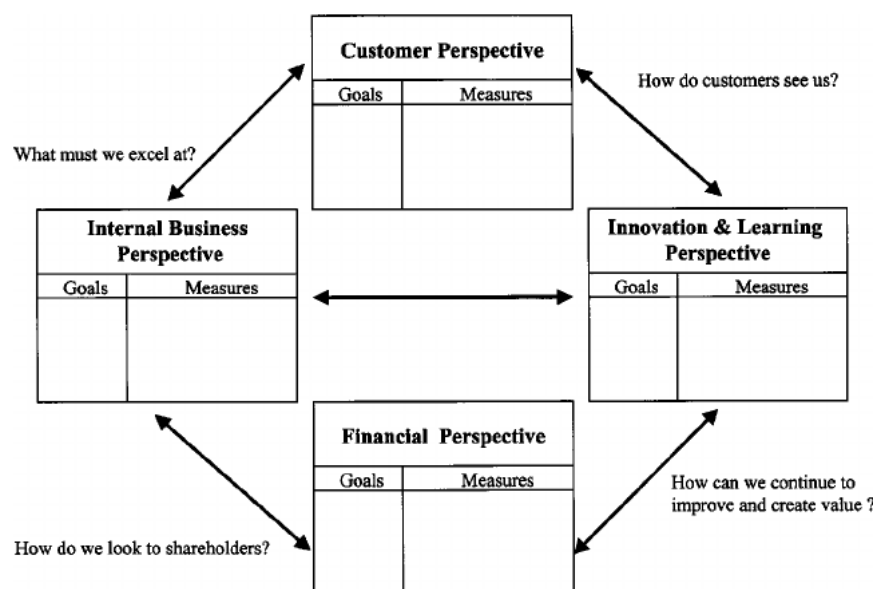 Customer Perspective
Goals Measures
How do customers see us?
What must we excel at?
Internal Business
Perspective
Goals Measures
Innovation & Learning
Perspective
Goals Measures
Financial Perspective
Goals Measures
How can we continue to
improve and create value ?
How do we look to shareholders?